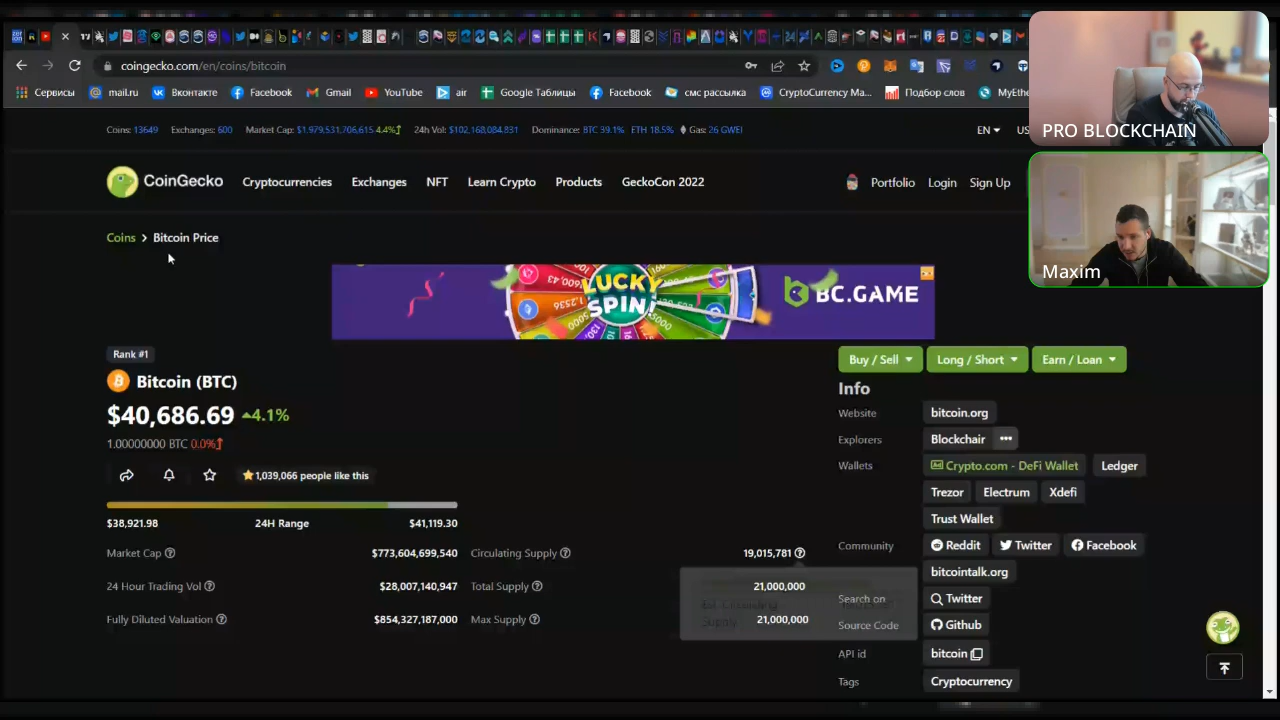 coingecko.com/en/coins/bitcoin
Сервисы
mail.ru
Вконтакте
Facebook
Gmail
YouTube
air
Google Таблицы
Facebook
смс рассылка
CryptoCurrency Ma...
Подбор слов
MyEthe
Coins: 13649 Exchanges: 600 Market Cap: $1,979,531,706,615 4.4% 24h Vol: $102,168,084,831 Dominance: BTC 39.1% ETH 18.5% Gas: 26 GWEI
EN
US
CoinGecko
Cryptocurrencies
Exchanges
NFT
Learn Crypto
Products
GeckoCon 2022
Portfolio
Login
Sign Up
PRO BLOCKCHAIN
Maxim
Coins > Bitcoin Price
LUCKY
SPIN!
BC.GAME
Rank #1
Bitcoin (BTC)
$40,686.69 4.1%
1.00000000 BTC 0.0%
1,039,066 people like this
$38,921.98 24H Range $41,119.30
Market Cap $773,604,699,540
24 Hour Trading Vol $28,007,140,947
Fully Diluted Valuation $854,327,187,000
Circulating Supply 19,015,781
Total Supply 21,000,000
Max Supply 21,000,000
Buy / Sell
Long / Short
Earn / Loan
Info
Website bitcoin.org
Explorers Blockchair
Wallets Crypto.com - DeFi Wallet Ledger
Trezor Electrum Xdefi
Trust Wallet
Community Reddit Twitter Facebook
bitcointalk.org
Search on Twitter
Source Code Github
API id bitcoin
Tags Cryptocurrency